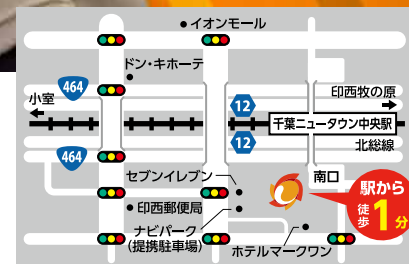 イオンモール
ドン・キホーテ
464
小室
12
印西牧の原
千葉ニュータウン中央駅
12
北総線
464
セブンイレブン
南口
駅から
徒歩1分
印西郵便局
ナビパーク
(提携駐車場)
ホテルマークワン